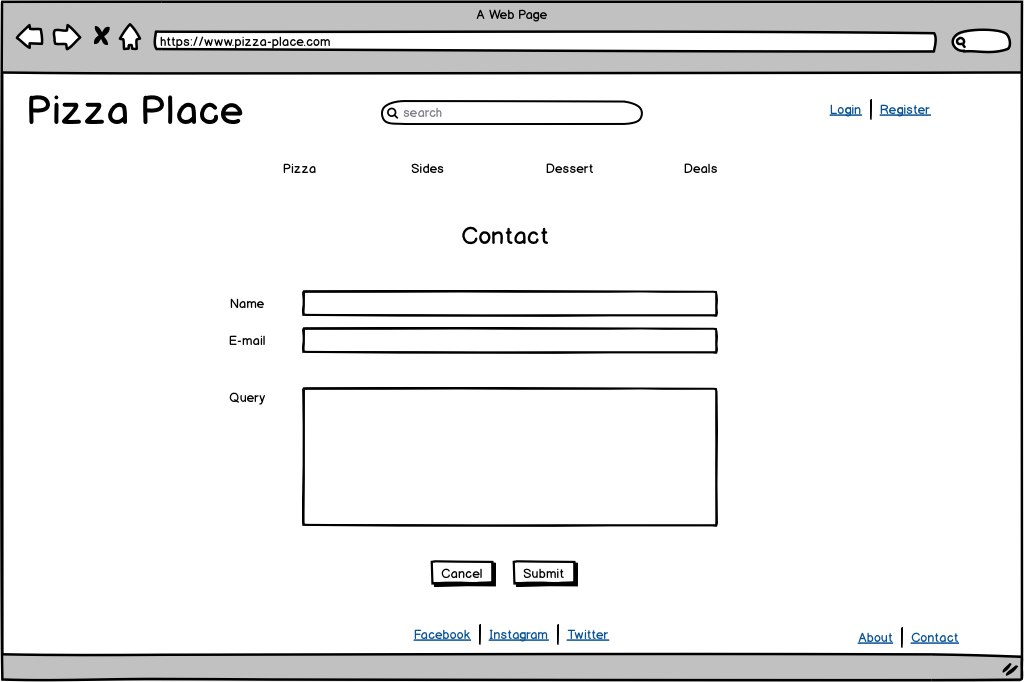 A Web Page
https://www.pizza-place.com
Pizza Place
search
Login
Register
Pizza
Sides
Dessert
Deals
Contact
Name
E-mail
Query
Cancel
Submit
Facebook
Instagram
Twitter
About
Contact